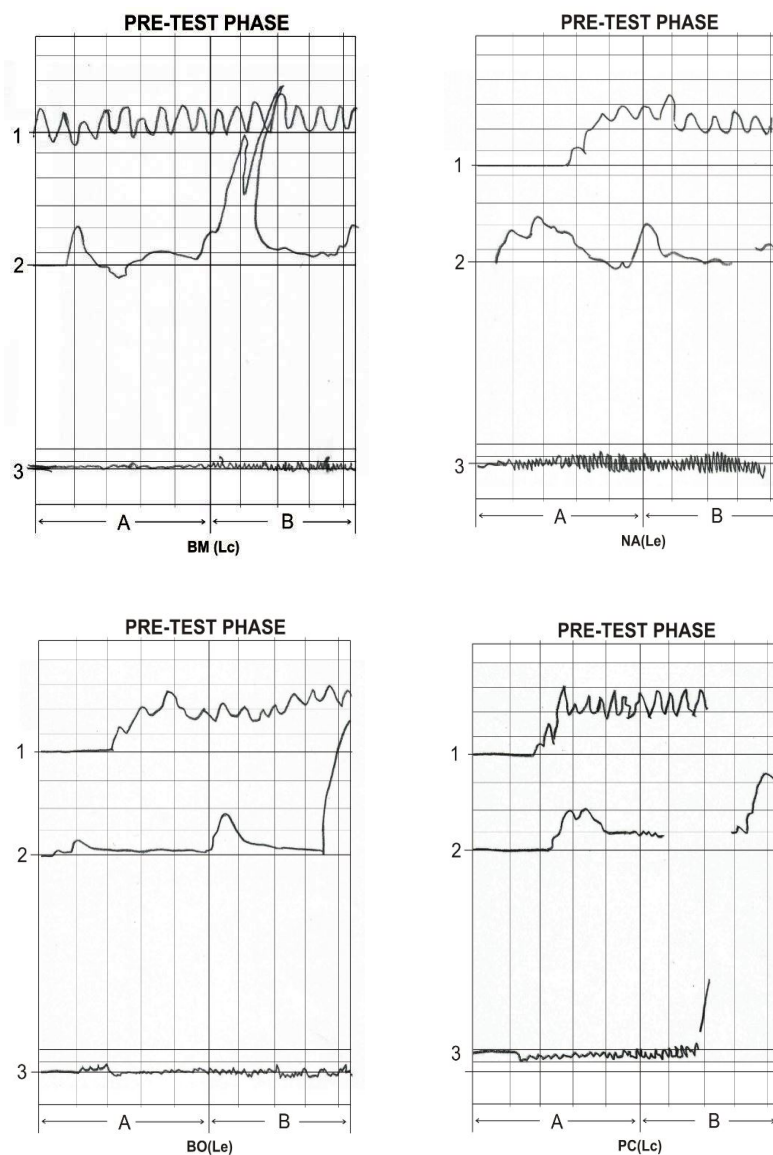 PRE-TEST PHASE
1
2
3
A B
BM (Lc)
PRE-TEST PHASE
1
2
3
A B
NA(Le)
PRE-TEST PHASE
1
2
3
A B
BO(Le)
PRE-TEST PHASE
1
2
3
A B
PC(Lc)